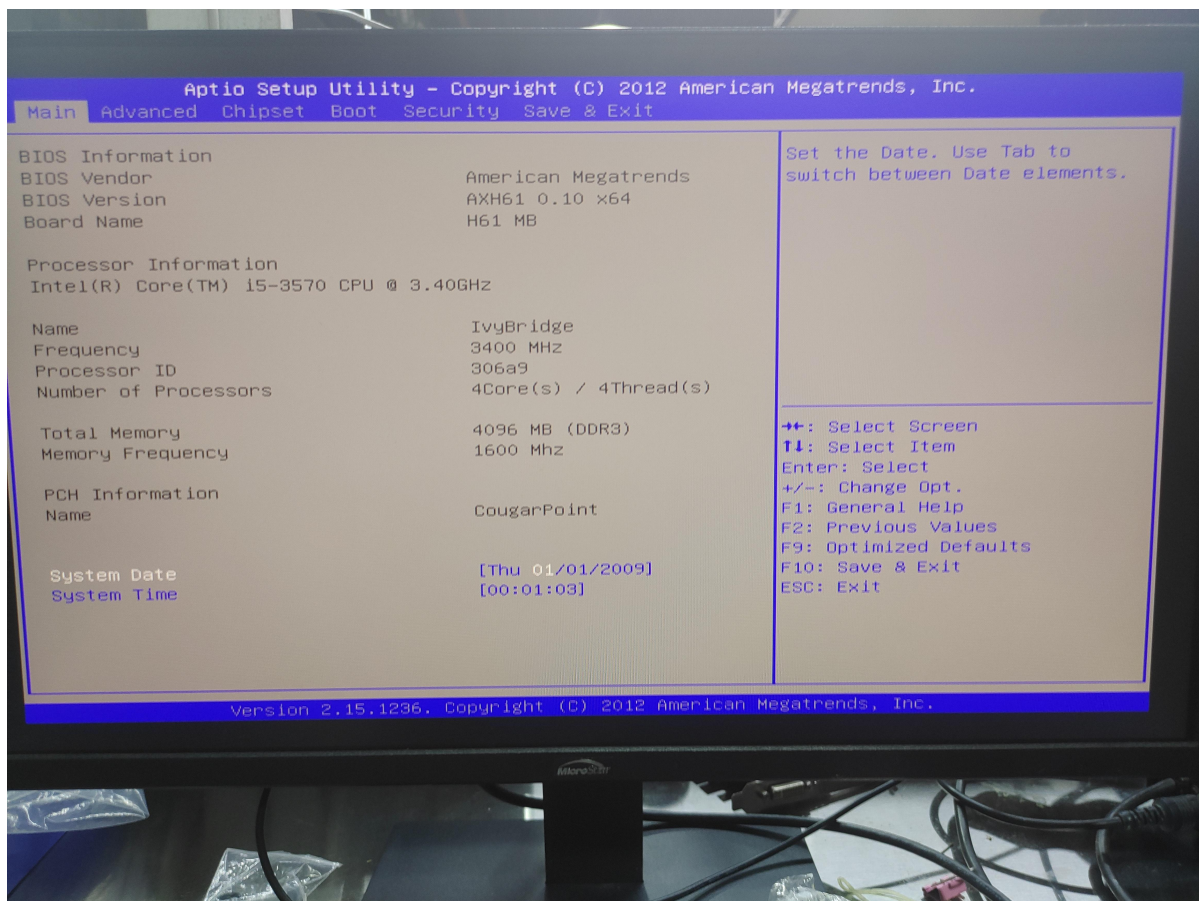 Aptio Setup Utility – Copyright (C) 2012 American Megatrends, Inc.
Main Advanced Chipset Boot Security Save & Exit
BIOS Information
BIOS Vendor American Megatrends
BIOS Version AXH61 0.10 x64
Board Name H61 MB
Processor Information
Intel(R) Core(TM) i5-3570 CPU @ 3.40GHz
Name IvyBridge
Frequency 3400 MHz
Processor ID 306a9
Number of Processors 4Core(s) / 4Thread(s)
Total Memory 4096 MB (DDR3)
Memory Frequency 1600 Mhz
PCH Information
Name CougarPoint
System Date [Thu 01/01/2009]
System Time [00:01:03]
Set the Date. Use Tab to
switch between Date elements.
→←: Select Screen
↑↓: Select Item
Enter: Select
+/-: Change Opt.
F1: General Help
F2: Previous Values
F9: Optimized Defaults
F10: Save & Exit
ESC: Exit
Version 2.15.1236. Copyright (C) 2012 American Megatrends, Inc.